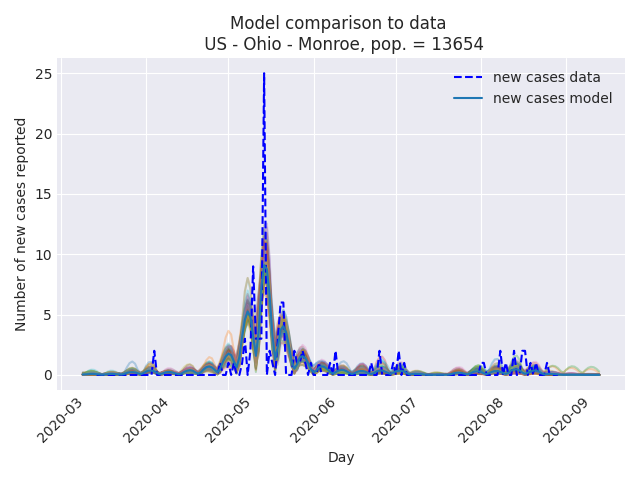 Model comparison to data
US - Ohio - Monroe, pop. = 13654
new cases data
new cases model
Number of new cases reported
25
20
15
10
5
0
2020-03
2020-04
2020-05
2020-06
2020-07
2020-08
2020-09
Day